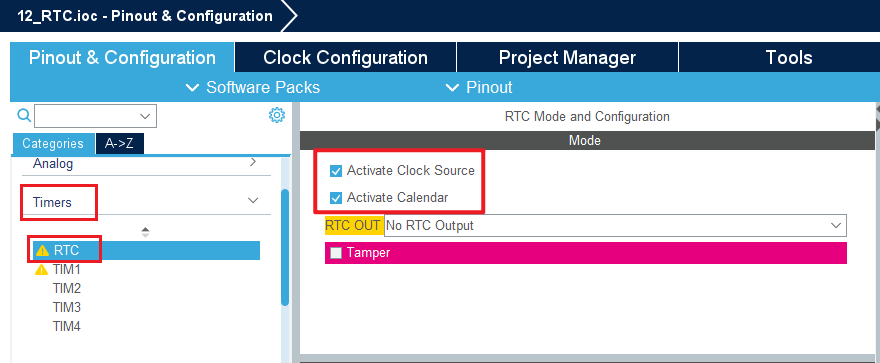 12_RTC.ioc - Pinout & Configuration
Pinout & Configuration
Clock Configuration
Project Manager
Tools
Software Packs
Pinout
Categories
A->Z
Analog
Timers
RTC
TIM1
TIM2
TIM3
TIM4
RTC Mode and Configuration
Mode
Activate Clock Source
Activate Calendar
RTC OUT No RTC Output
Tamper